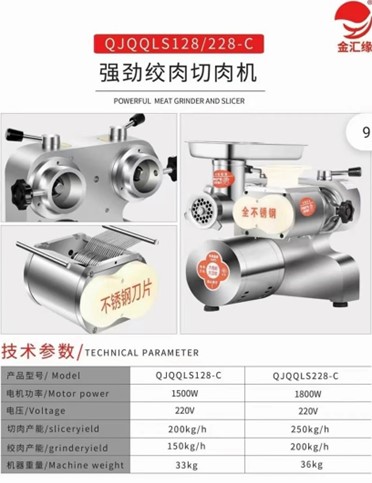 QJQQLS128/228-C
金汇缘
强劲绞肉切肉机
POWERFUL MEAT GRINDER AND SLICER
9
全不锈钢
不锈钢刀片
技术参数/TECHNICAL PARAMETER
产品型号/ Model QJQQLS128-C QJQQLS228-C
电机功率/Motor power 1500W 1800W
电压/Voltage 220V 220V
切肉产能/sliceryield 200kg/h 250kg/h
绞肉产能/grinderyield 150kg/h 200kg/h
机器重量/Machine weight 33kg 36kg